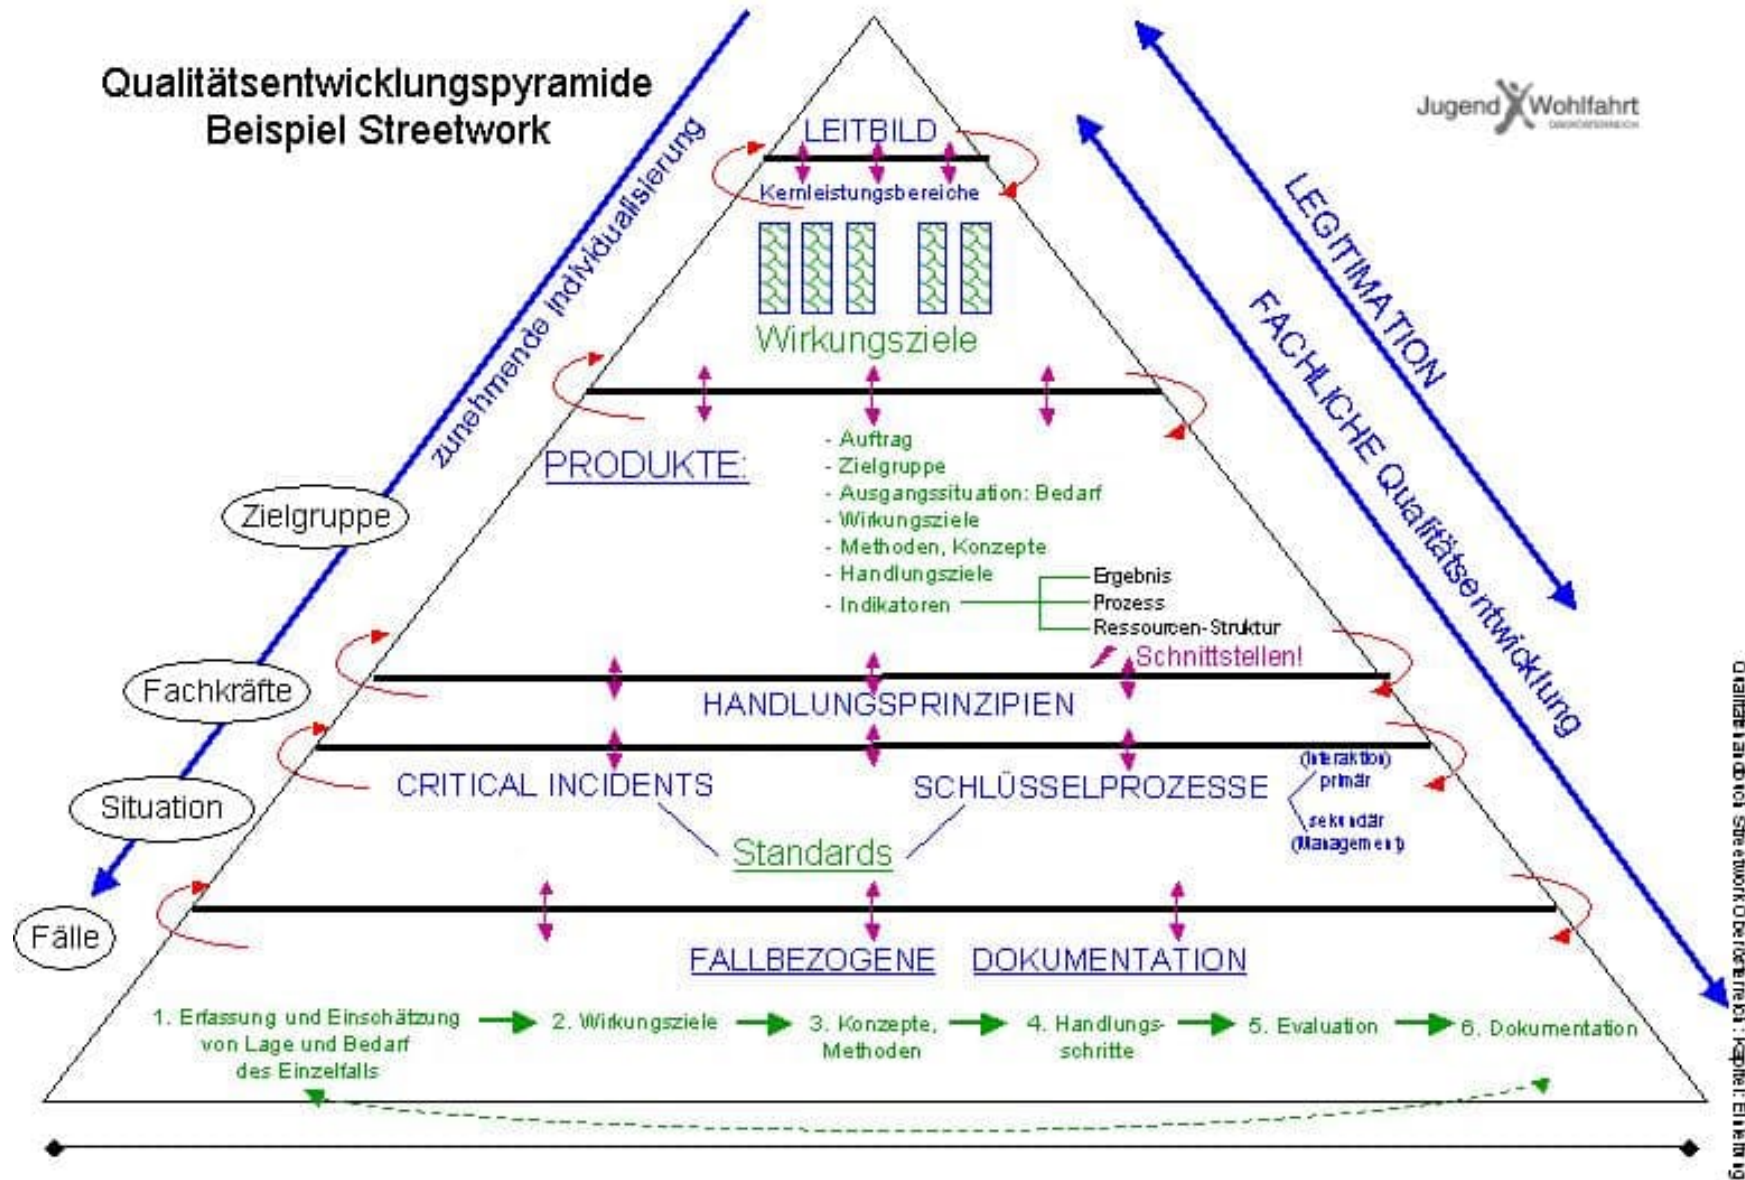 Qualitätsentwicklungspyramide
Beispiel Streetwork
Jugend Wohlfahrt
zunehmende Individualisierung
LEGITIMATION
FACHLICHE Qualitätsentwicklung
LEITBILD
Kernleistungsbereiche
Wirkungsziele
PRODUKTE:
- Auftrag
- Zielgruppe
- Ausgangssituation: Bedarf
- Wirkungsziele
- Methoden, Konzepte
- Handlungsziele
- Indikatoren
Ergebnis
Prozess
Ressourcen-Struktur
Schnittstellen!
Zielgruppe
Fachkräfte
Situation
Fälle
HANDLUNGSPRINZIPIEN
CRITICAL INCIDENTS
SCHLÜSSELPROZESSE
(Interaktion)
primär
sekundär
(Management)
Standards
FALLBEZOGENE DOKUMENTATION
1. Erfassung und Einschätzung
von Lage und Bedarf
des Einzelfalls
2. Wirkungsziele
3. Konzepte,
Methoden
4. Handlungs-
schritte
5. Evaluation
6. Dokumentation